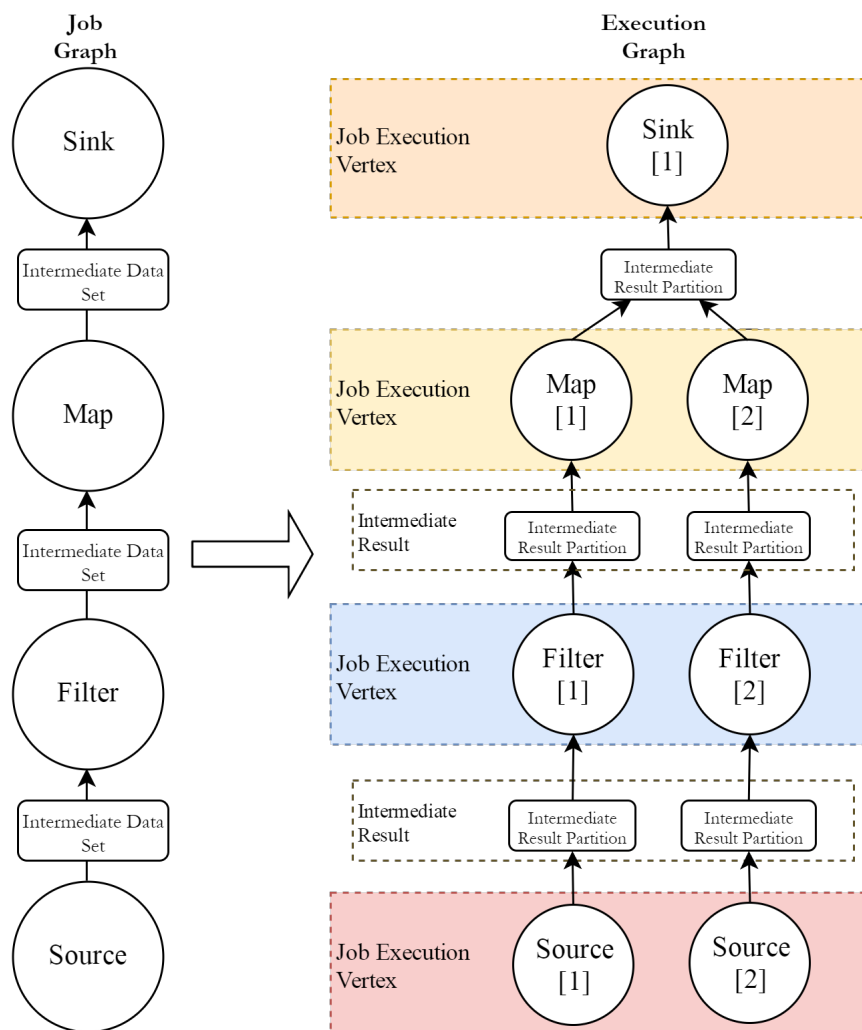 Job
Graph
Execution
Graph
Sink
Intermediate Data
Set
Map
Intermediate Data
Set
Filter
Intermediate Data
Set
Source
Job Execution
Vertex
Sink
[1]
Intermediate
Result Partition
Job Execution
Vertex
Map
[1]
Map
[2]
Intermediate
Result
Intermediate
Result Partition
Intermediate
Result Partition
Job Execution
Vertex
Filter
[1]
Filter
[2]
Intermediate
Result
Intermediate
Result Partition
Intermediate
Result Partition
Job Execution
Vertex
Source
[1]
Source
[2]